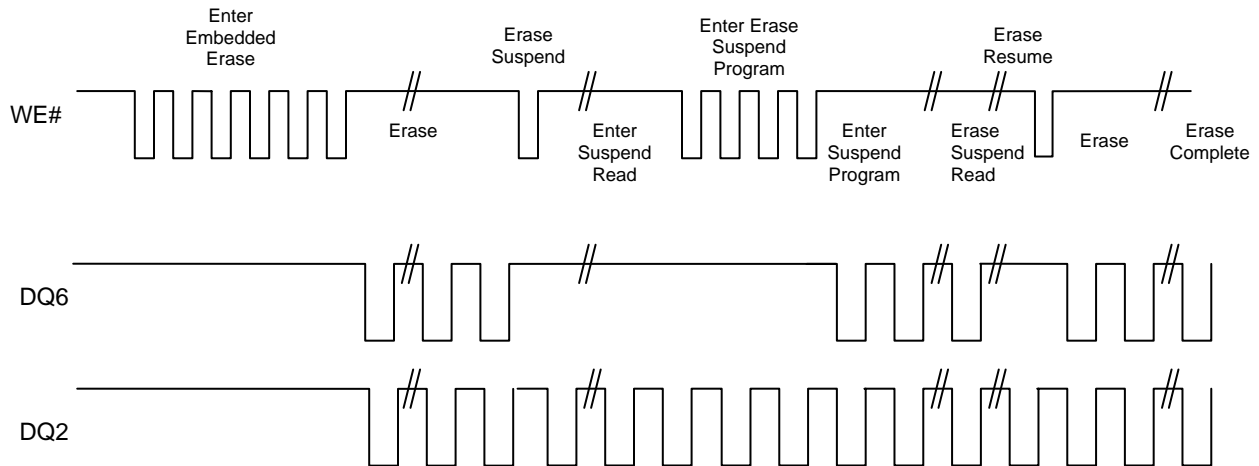 Enter
Embedded
Erase
Erase
Suspend
Enter Erase
Suspend
Program
Erase
Resume
WE#
Erase
Enter
Suspend
Read
Enter
Suspend
Program
Erase
Suspend
Read
Erase
Erase
Complete
DQ6
DQ2